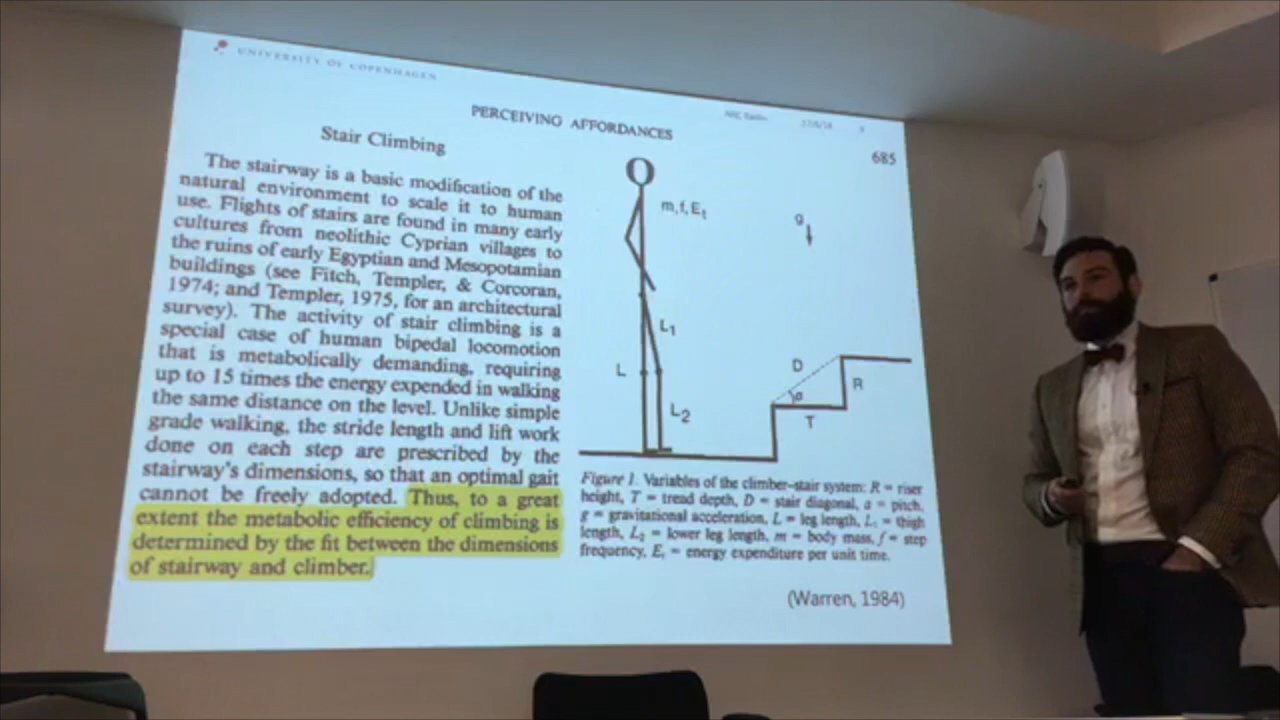 UNIVERSITY OF COPENHAGEN
PERCEIVING AFFORDANCES
685
Stair Climbing
The stairway is a basic modification of the
natural environment to scale it to human
use. Flights of stairs are found in many early
cultures from neolithic Cyprian villages to
the ruins of early Egyptian and Mesopotamian
buildings (see Fitch, Templer, & Corcoran,
1974; and Templer, 1975, for an architectural
survey). The activity of stair climbing is a
special case of human bipedal locomotion
that is metabolically demanding, requiring
up to 15 times the energy expended in walking
the same distance on the level. Unlike simple
grade walking, the stride length and lift work
done on each step are prescribed by the
stairway's dimensions, so that an optimal gait
cannot be freely adopted. Thus, to a great
extent the metabolic efficiency of climbing is
determined by the fit between the dimensions
of stairway and climber.
m, f, Et
g
L1
L
L2
D
α
R
T
Figure 1. Variables of the climber-stair system: R = riser
height, T = tread depth, D = stair diagonal, α = pitch,
g = gravitational acceleration, L = leg length, L1 = thigh
length, L2 = lower leg length, m = body mass, f = step
frequency, Et = energy expenditure per unit time.
(Warren, 1984)